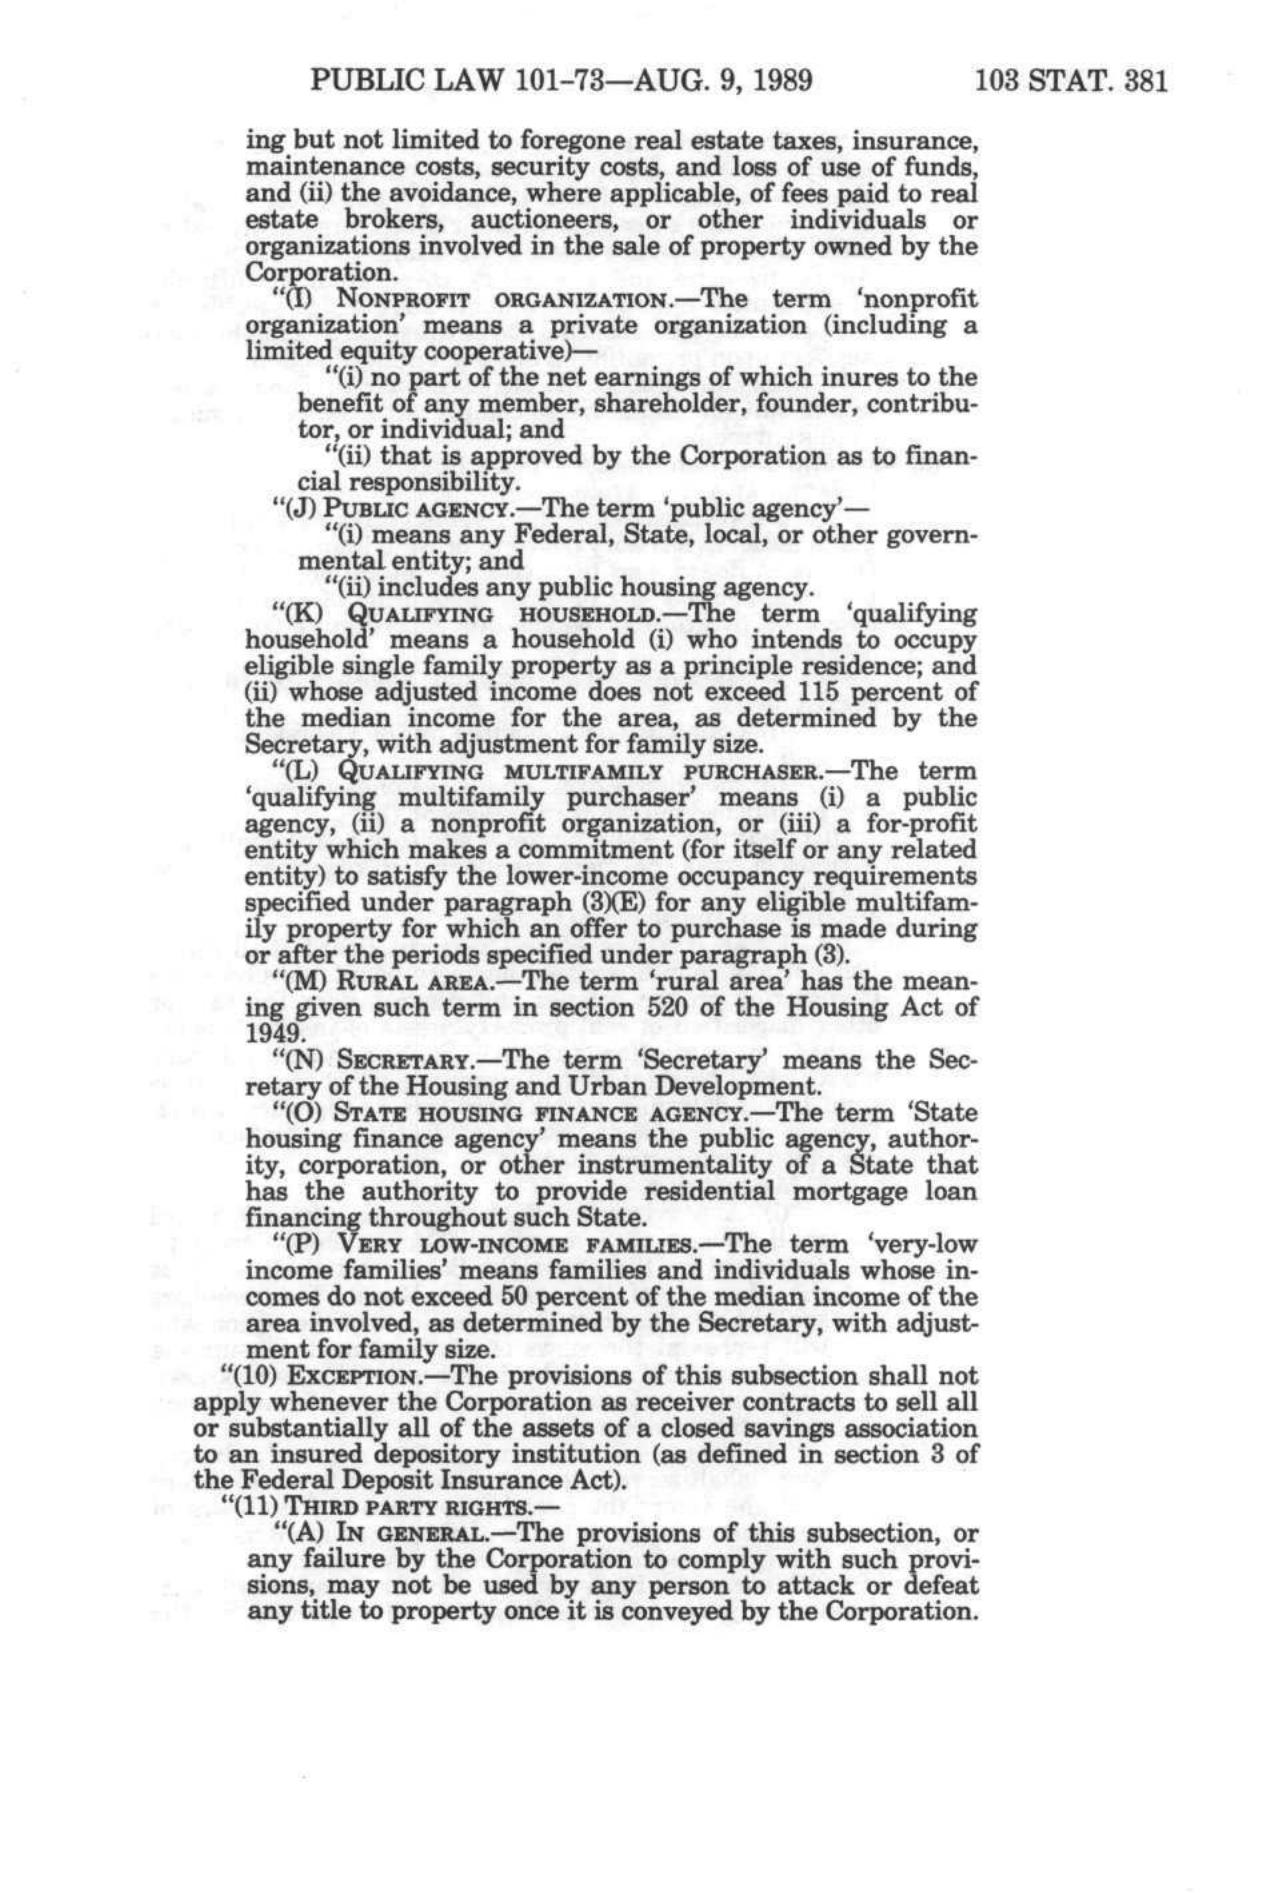 PUBLIC LAW 101–73—AUG. 9, 1989 103 STAT. 381
ing but not limited to foregone real estate taxes, insurance,
maintenance costs, security costs, and loss of use of funds,
and (ii) the avoidance, where applicable, of fees paid to real
estate brokers, auctioneers, or other individuals or
organizations involved in the sale of property owned by the
Corporation.
“(I) NONPROFIT ORGANIZATION.—The term ‘nonprofit
organization’ means a private organization (including a
limited equity cooperative)—
“(i) no part of the net earnings of which inures to the
benefit of any member, shareholder, founder, contribu-
tor, or individual; and
“(ii) that is approved by the Corporation as to finan-
cial responsibility.
“(J) PUBLIC AGENCY.—The term ‘public agency’—
“(i) means any Federal, State, local, or other govern-
mental entity; and
“(ii) includes any public housing agency.
“(K) QUALIFYING HOUSEHOLD.—The term ‘qualifying
household’ means a household (i) who intends to occupy
eligible single family property as a principle residence; and
(ii) whose adjusted income does not exceed 115 percent of
the median income for the area, as determined by the
Secretary, with adjustment for family size.
“(L) QUALIFYING MULTIFAMILY PURCHASER.—The term
‘qualifying multifamily purchaser’ means (i) a public
agency, (ii) a nonprofit organization, or (iii) a for-profit
entity which makes a commitment (for itself or any related
entity) to satisfy the lower-income occupancy requirements
specified under paragraph (3)(E) for any eligible multifam-
ily property for which an offer to purchase is made during
or after the periods specified under paragraph (3).
“(M) RURAL AREA.—The term ‘rural area’ has the mean-
ing given such term in section 520 of the Housing Act of
1949.
“(N) SECRETARY.—The term ‘Secretary’ means the Sec-
retary of the Housing and Urban Development.
“(O) STATE HOUSING FINANCE AGENCY.—The term ‘State
housing finance agency’ means the public agency, author-
ity, corporation, or other instrumentality of a State that
has the authority to provide residential mortgage loan
financing throughout such State.
“(P) VERY LOW-INCOME FAMILIES.—The term ‘very-low
income families’ means families and individuals whose in-
comes do not exceed 50 percent of the median income of the
area involved, as determined by the Secretary, with adjust-
ment for family size.
“(10) EXCEPTION.—The provisions of this subsection shall not
apply whenever the Corporation as receiver contracts to sell all
or substantially all of the assets of a closed savings association
to an insured depository institution (as defined in section 3 of
the Federal Deposit Insurance Act).
“(11) THIRD PARTY RIGHTS.—
“(A) IN GENERAL.—The provisions of this subsection, or
any failure by the Corporation to comply with such provi-
sions, may not be used by any person to attack or defeat
any title to property once it is conveyed by the Corporation.